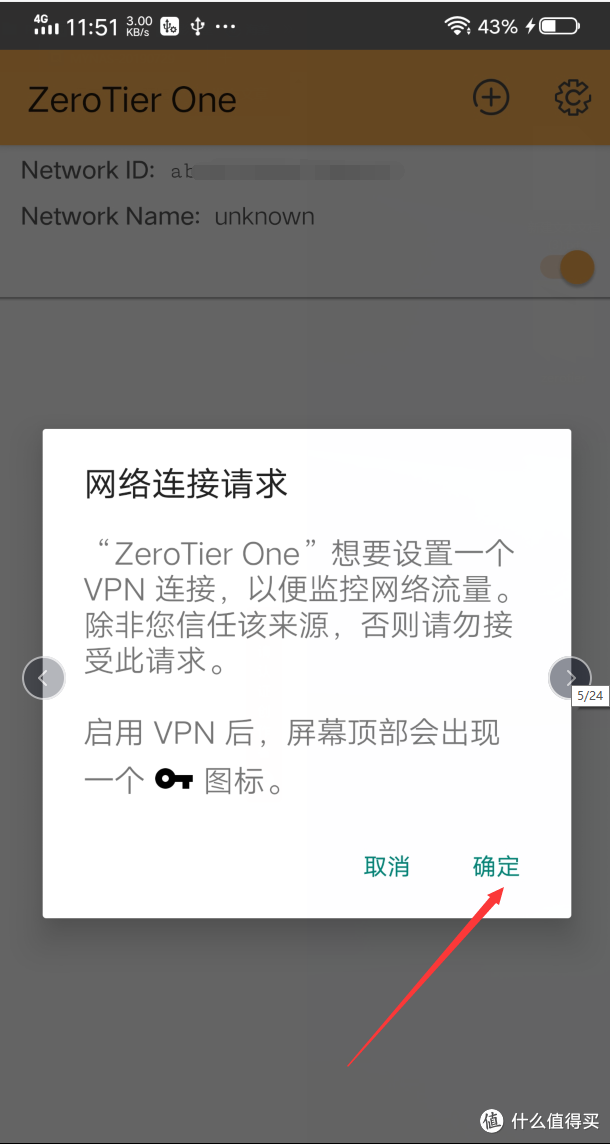 4G 11:51 3.00 KB/s 43%
ZeroTier One
Network ID: ab
Network Name: unknown
网络连接请求
“ZeroTier One”想要设置一个
VPN 连接，以便监控网络流量。
除非您信任该来源，否则请勿接
受此请求。
5/24
启用 VPN 后，屏幕顶部会出现
一个 图标。
取消 确定
值 什么值得买